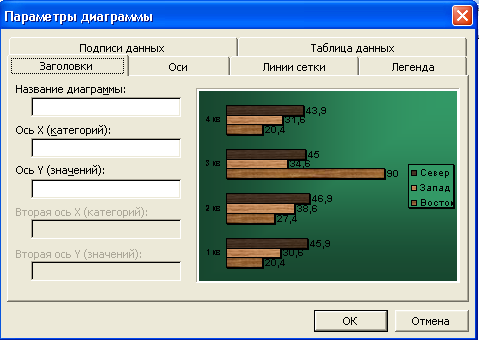 Параметры диаграммы
Подписи данных
Таблица данных
Заголовки
Оси
Линии сетки
Легенда
Название диаграммы:
Ось X (категорий):
Ось Y (значений):
Вторая ось X (категорий):
Вторая ось Y (значений):
4 кв
43,9
31,6
20,4
3 кв
45
34,6
90
2 кв
46,9
38,6
27,4
1 кв
45,9
30,6
20,4
Север
Запад
Восток
OK
Отмена